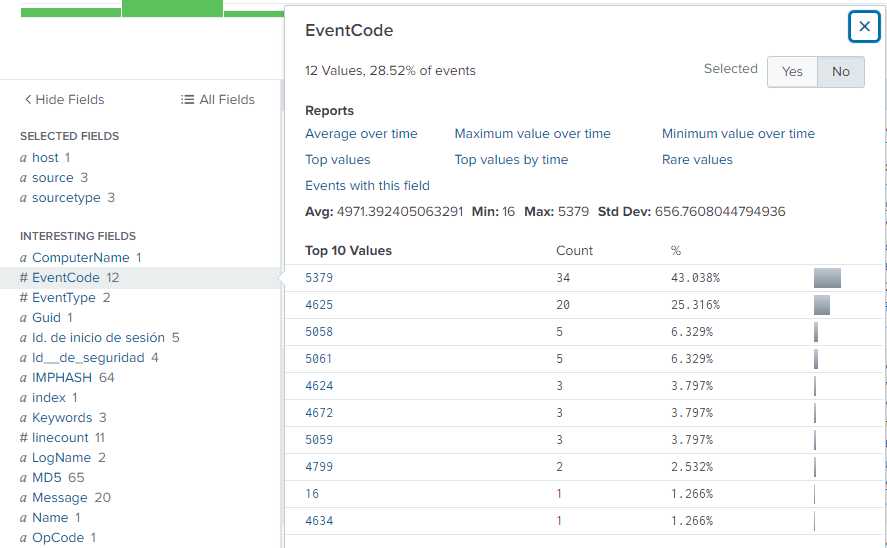 EventCode
12 Values, 28.52% of events
Selected Yes No
Hide Fields All Fields
SELECTED FIELDS
a host 1
a source 3
a sourcetype 3
INTERESTING FIELDS
a ComputerName 1
# EventCode 12
# EventType 2
a Guid 1
a Id. de inicio de sesión 5
a Id__de_seguridad 4
a IMPHASH 64
a index 1
a Keywords 3
# linecount 11
a LogName 2
a MD5 65
a Message 20
a Name 1
a OpCode 1
Reports
Average over time Maximum value over time Minimum value over time
Top values Top values by time Rare values
Events with this field
Avg: 4971.392405063291 Min: 16 Max: 5379 Std Dev: 656.7608044794936
Top 10 Values Count %
5379 34 43.038%
4625 20 25.316%
5058 5 6.329%
5061 5 6.329%
4624 3 3.797%
4672 3 3.797%
5059 3 3.797%
4799 2 2.532%
16 1 1.266%
4634 1 1.266%